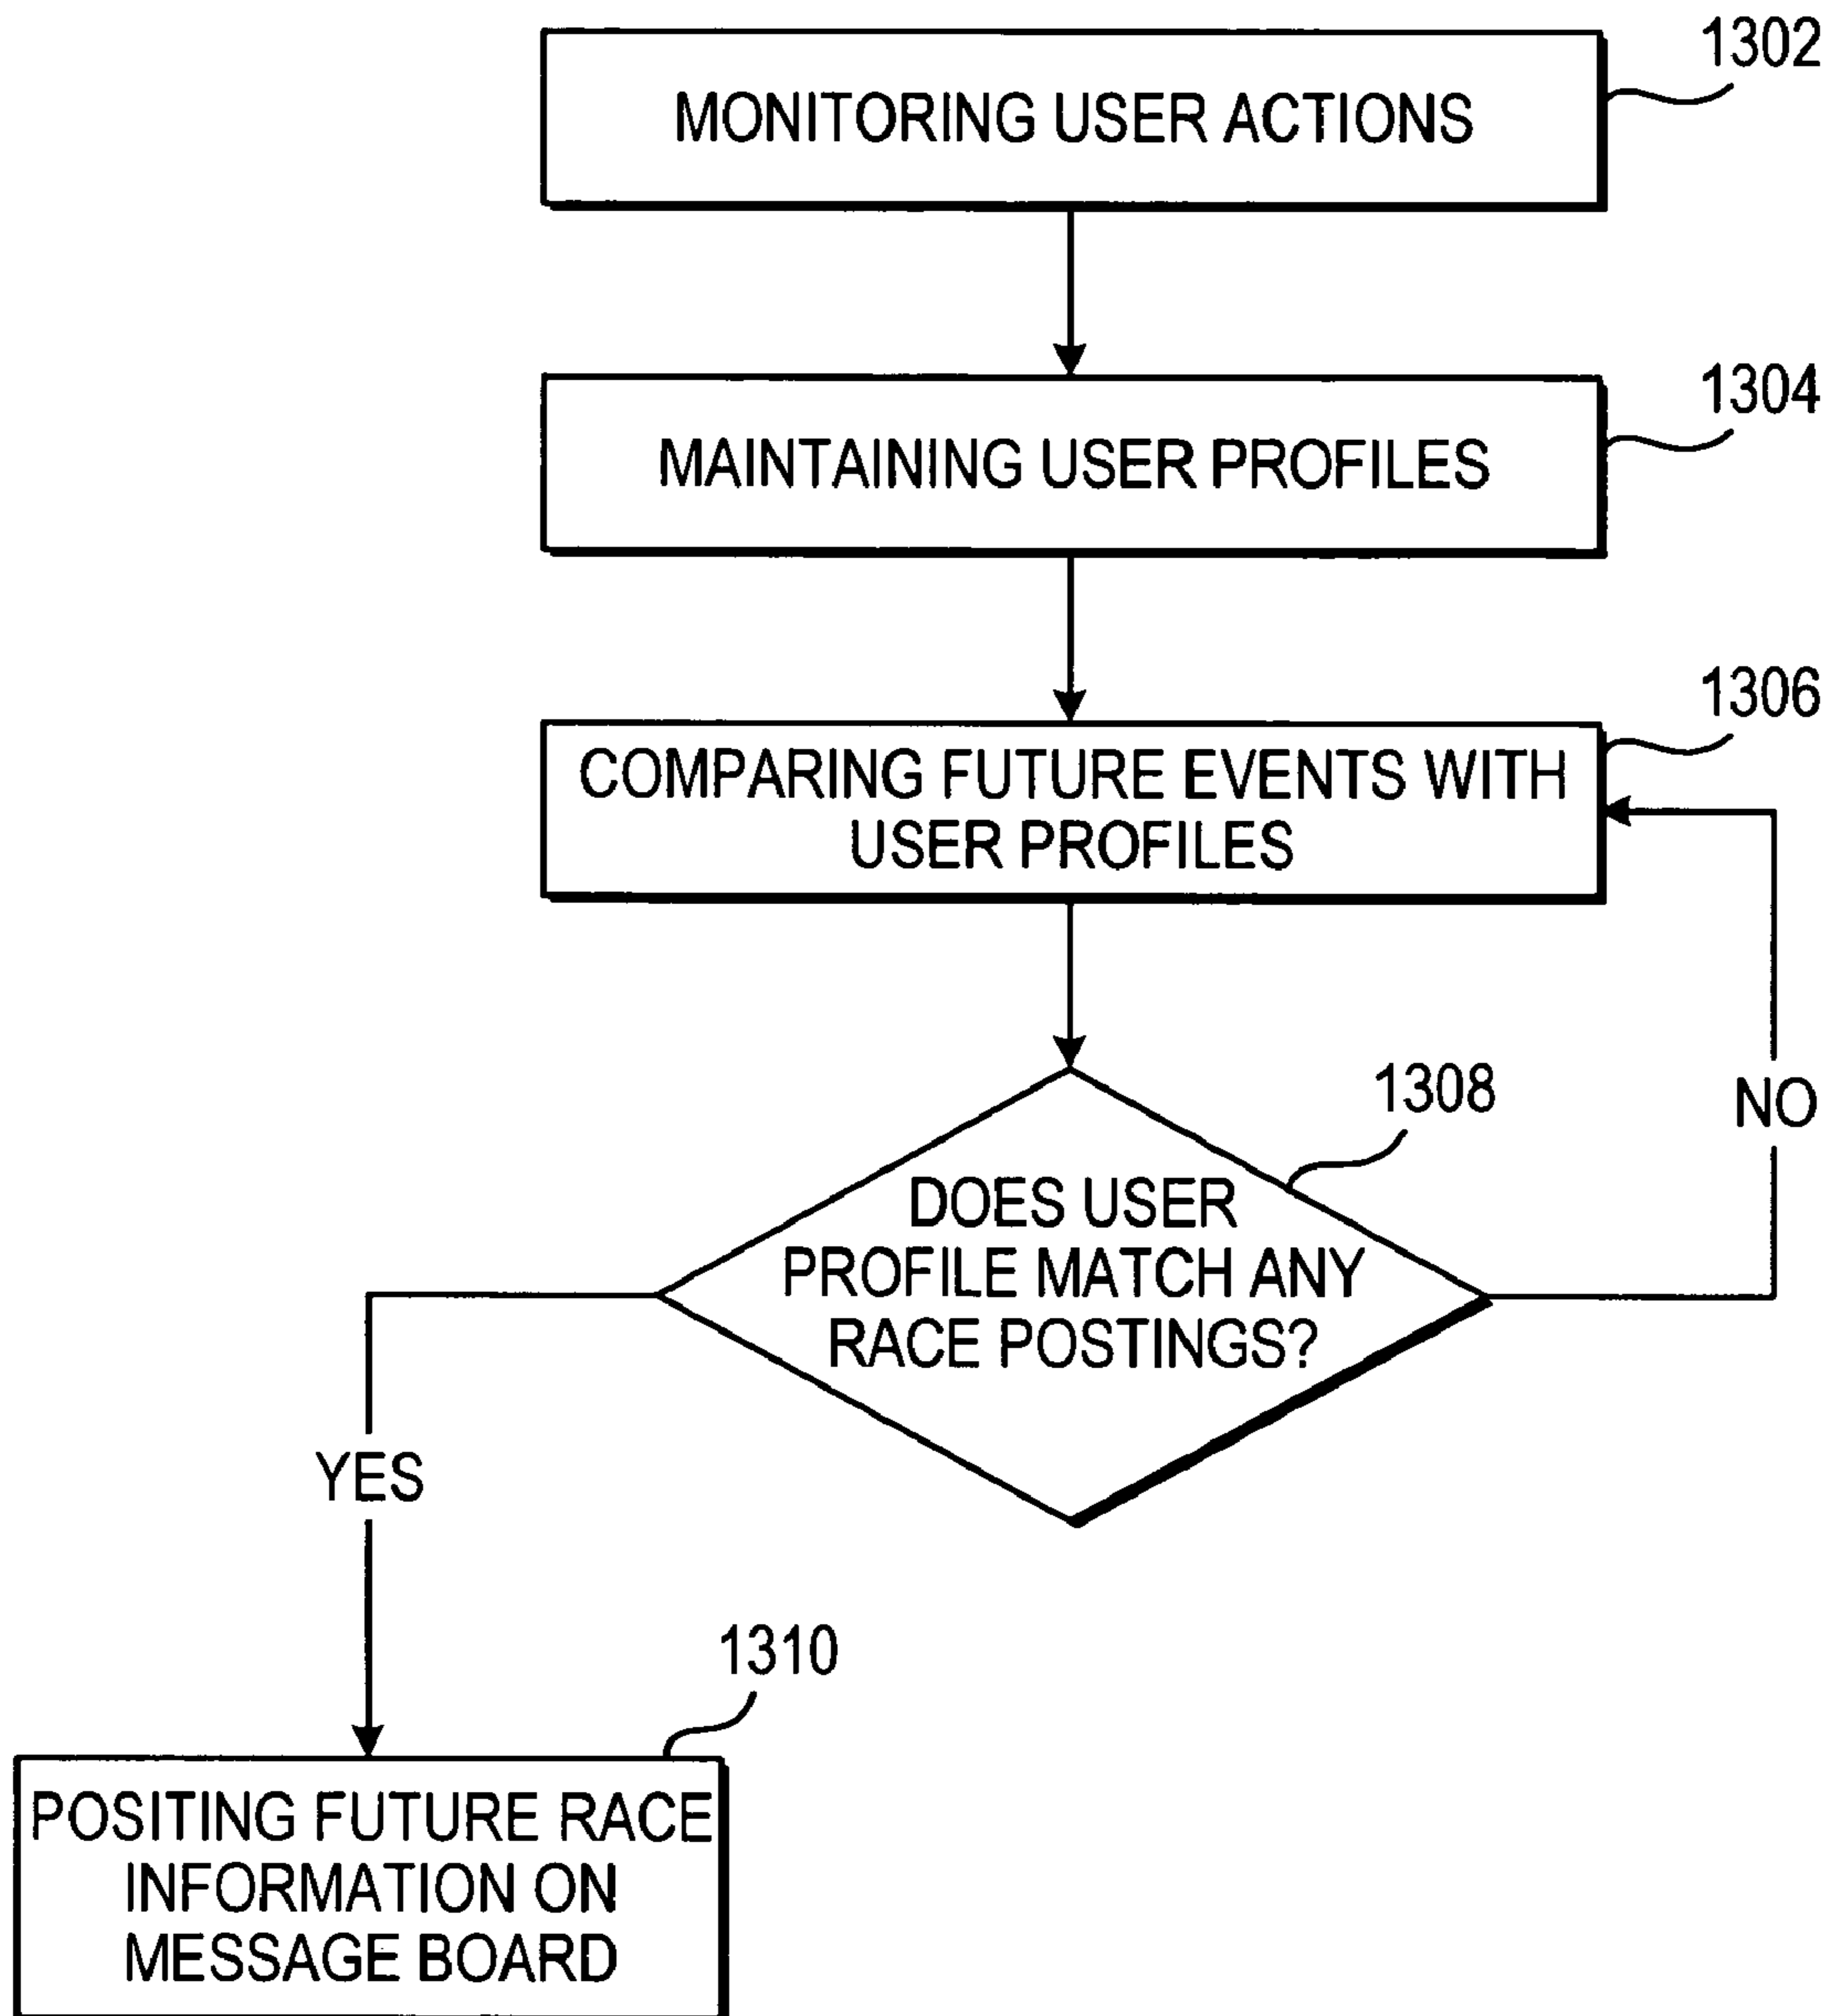 1302
MONITORING USER ACTIONS
1304
MAINTAINING USER PROFILES
1306
COMPARING FUTURE EVENTS WITH
USER PROFILES
1308
NO
DOES USER
PROFILE MATCH ANY
RACE POSTINGS?
YES
1310
POSITING FUTURE RACE
INFORMATION ON
MESSAGE BOARD